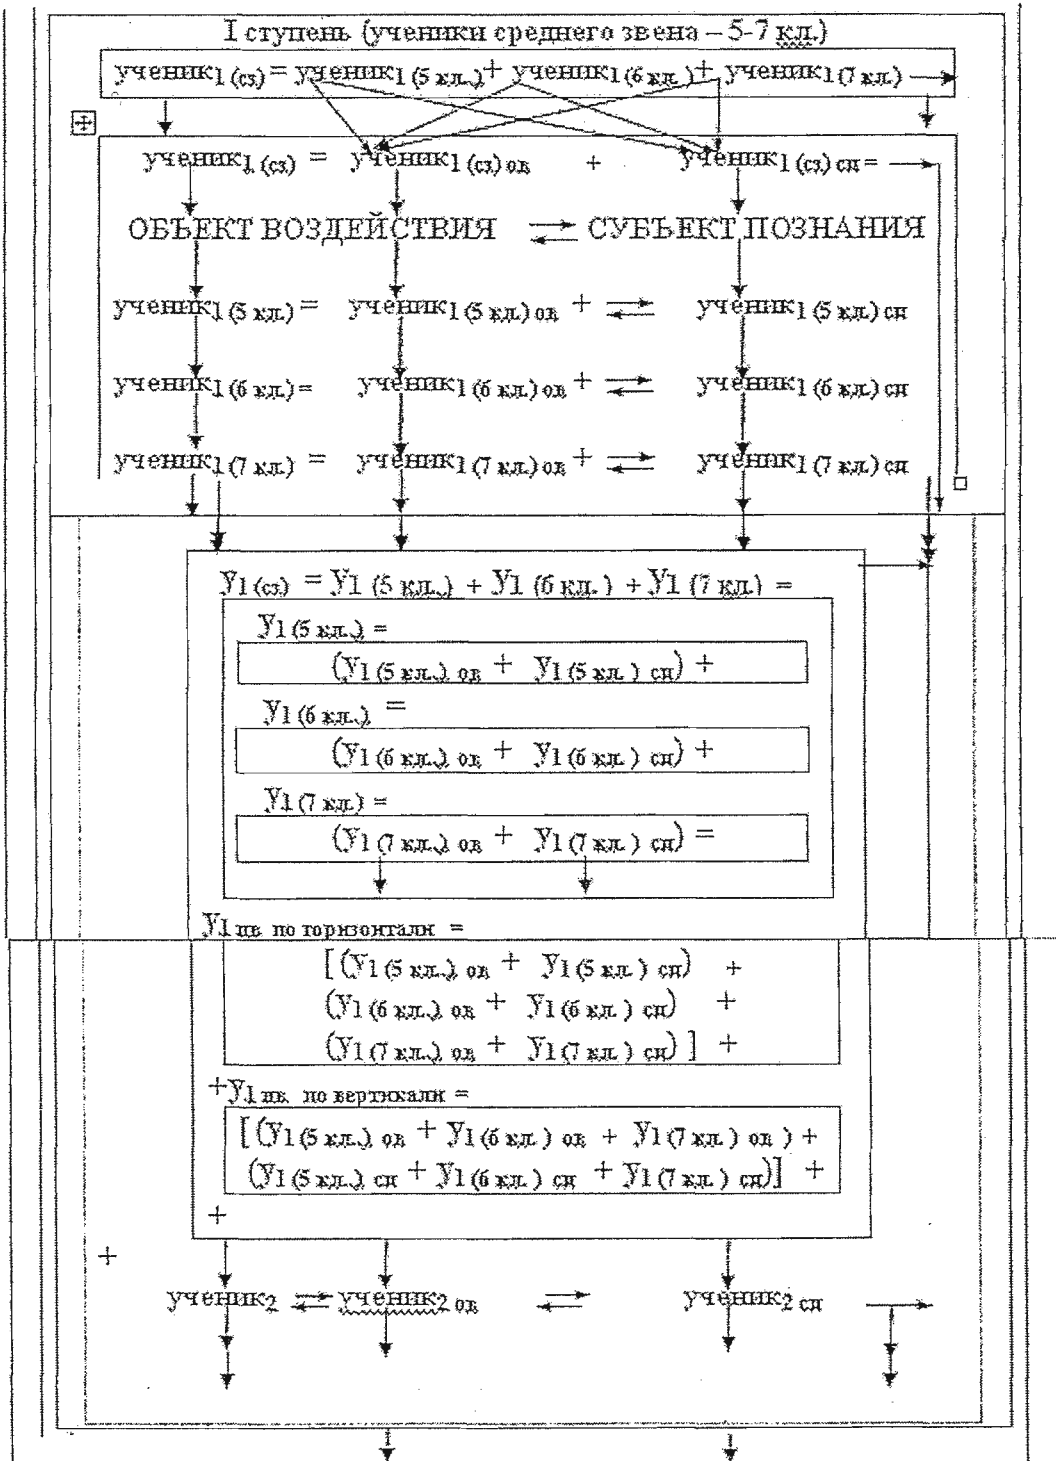 I ступень (ученики среднего звена – 5-7 кл.)
ученик1 (сз) = ученик1 (5 кл.) + ученик1 (6 кл.) + ученик1 (7 кл.)
ученик1 (сз) = ученик1 (сз) ов + ученик1 (сз) сп =
ОБЪЕКТ ВОЗДЕЙСТВИЯ ⇄ СУБЪЕКТ ПОЗНАНИЯ
ученик1 (5 кл.) = ученик1 (5 кл.) ов + ⇄ ученик1 (5 кл.) сп
ученик1 (6 кл.) = ученик1 (6 кл.) ов + ⇄ ученик1 (6 кл.) сп
ученик1 (7 кл.) = ученик1 (7 кл.) ов + ⇄ ученик1 (7 кл.) сп
У1 (сз) = У1 (5 кл.) + У1 (6 кл.) + У1 (7 кл.) =
У1 (5 кл.) =
(У1 (5 кл.) ов + У1 (5 кл.) сп) +
У1 (6 кл.) =
(У1 (6 кл.) ов + У1 (6 кл.) сп) +
У1 (7 кл.) =
(У1 (7 кл.) ов + У1 (7 кл.) сп) =
У1 пв по горизонтали =
[(У1 (5 кл.) ов + У1 (5 кл.) сп) +
(У1 (6 кл.) ов + У1 (6 кл.) сп) +
(У1 (7 кл.) ов + У1 (7 кл.) сп) ] +
+У1 пв по вертикали =
[(У1 (5 кл.) ов + У1 (6 кл.) ов + У1 (7 кл.) ов ) +
(У1 (5 кл.) сп + У1 (6 кл.) сп + У1 (7 кл.) сп)] +
+
+
ученик2 ⇄ ученик2 ов ⇄ ученик2 сп